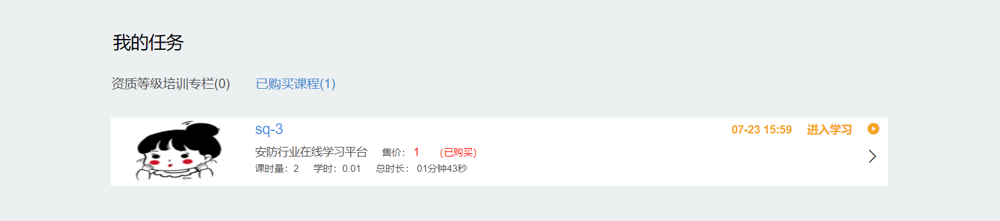 我的任务
资质等级培训专栏(0) 已购买课程(1)
sq-3 07-23 15:59 进入学习
安防行业在线学习平台 售价： 1 (已购买)
课时量：2 学时：0.01 总时长： 01分钟43秒